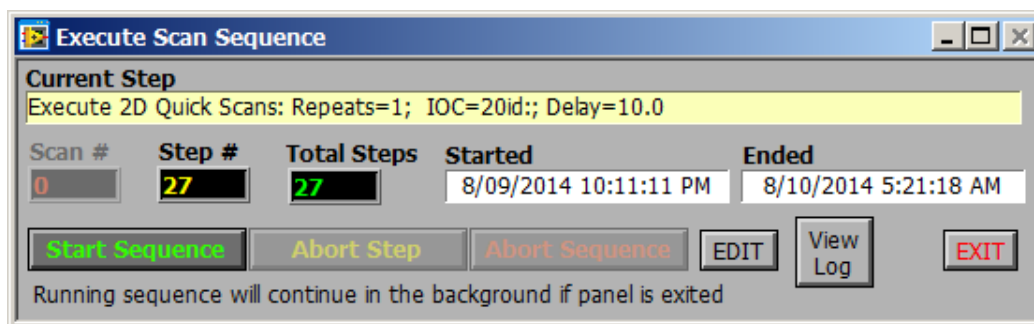 Execute Scan Sequence
Current Step
Execute 2D Quick Scans: Repeats=1;  IOC=20id:; Delay=10.0
Scan # Step # Total Steps Started Ended
0 27 27 8/09/2014 10:11:11 PM 8/10/2014 5:21:18 AM
Start Sequence Abort Step Abort Sequence EDIT View Log EXIT
Running sequence will continue in the background if panel is exited